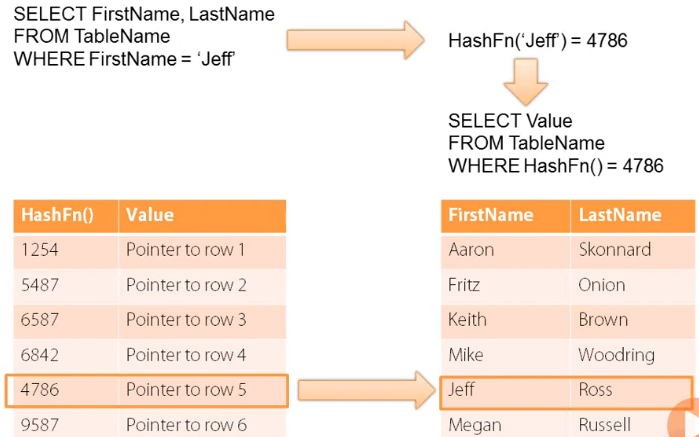 SELECT FirstName, LastName
FROM TableName
WHERE FirstName = ‘Jeff’
HashFn(‘Jeff’) = 4786
SELECT Value
FROM TableName
WHERE HashFn() = 4786
HashFn() Value
1254 Pointer to row 1
5487 Pointer to row 2
6587 Pointer to row 3
6842 Pointer to row 4
4786 Pointer to row 5
9587 Pointer to row 6
FirstName LastName
Aaron Skonnard
Fritz Onion
Keith Brown
Mike Woodring
Jeff Ross
Megan Russell